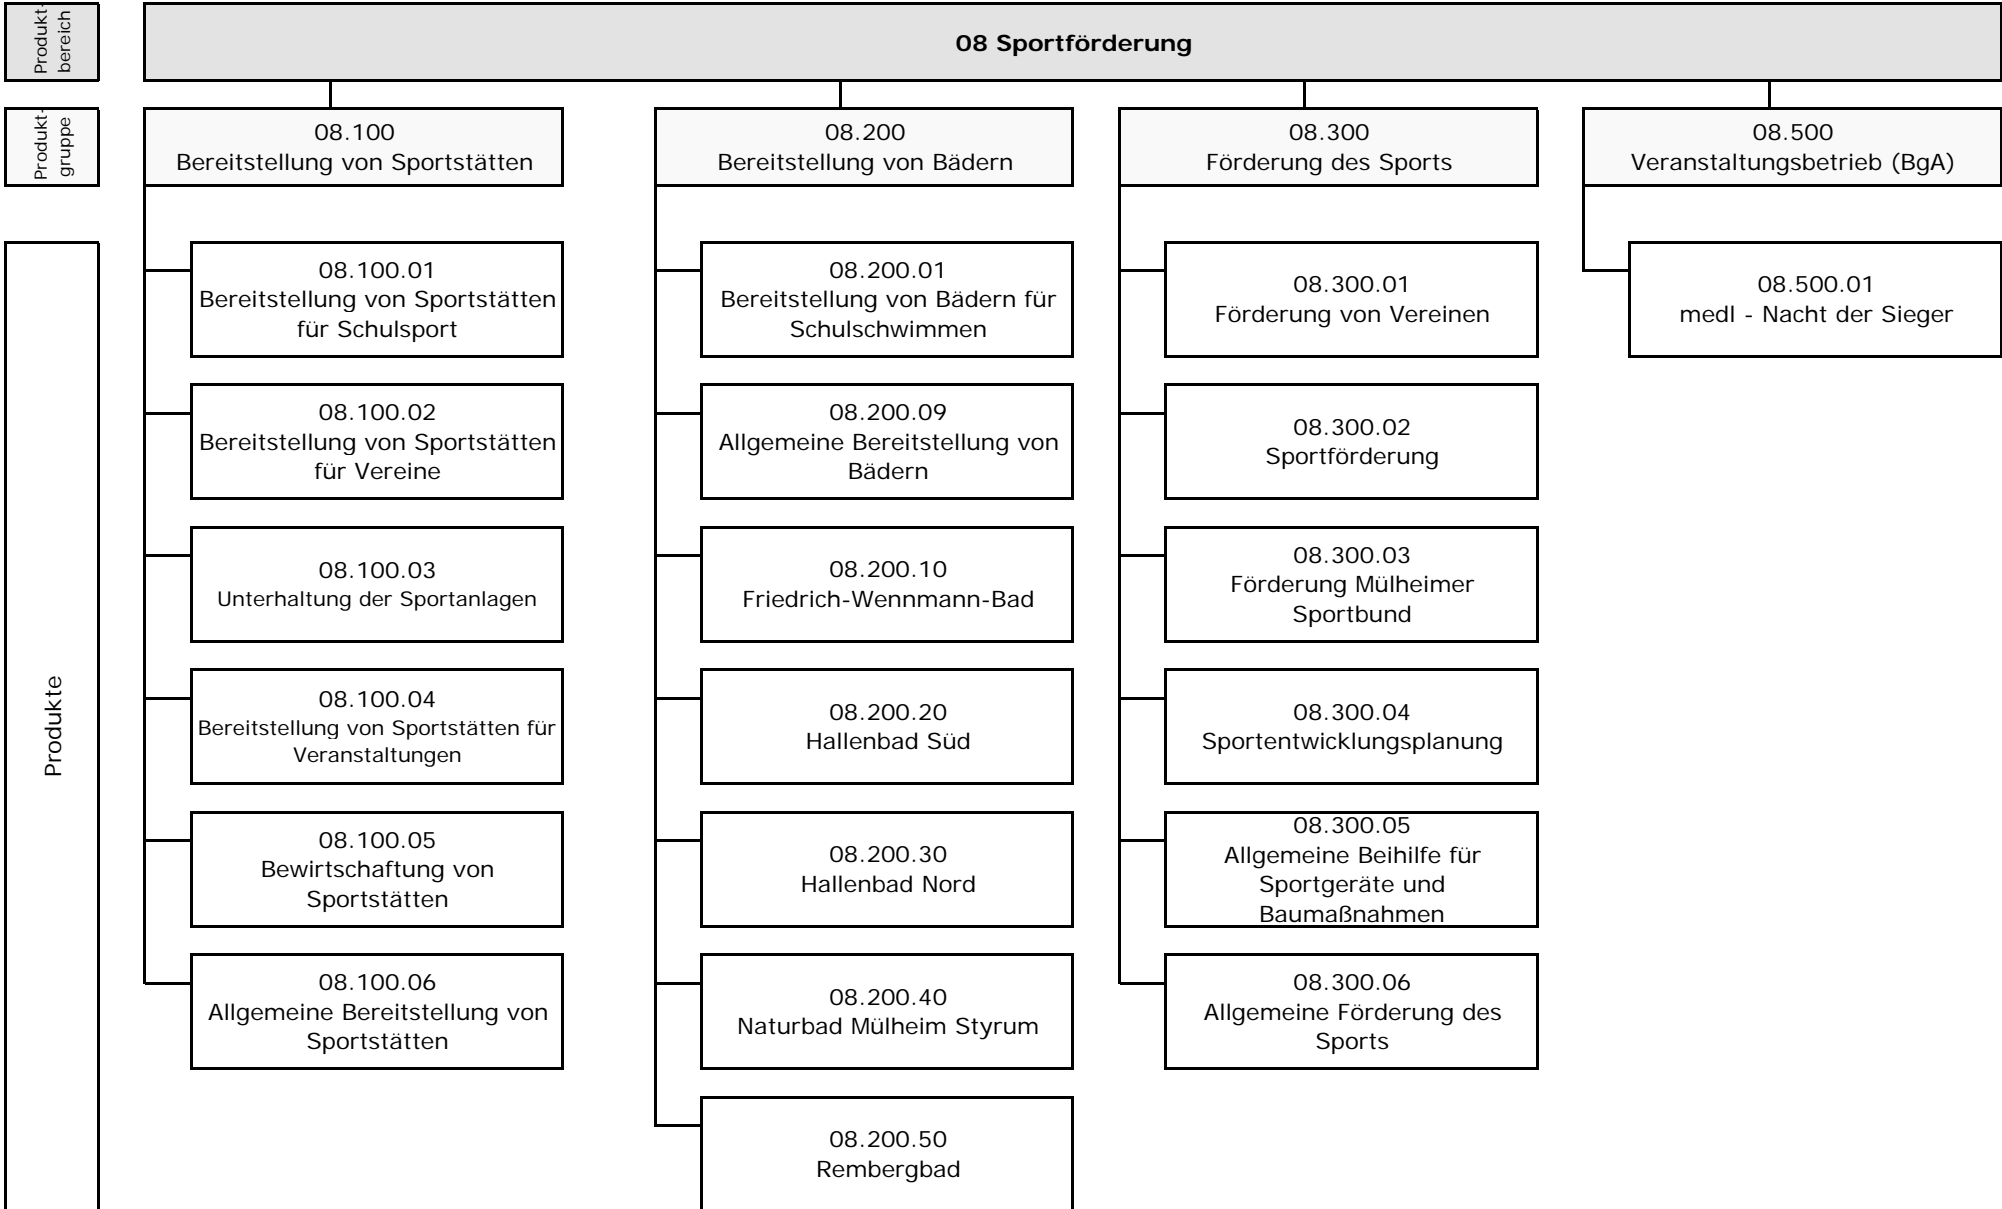 Produkt-
bereich
08 Sportförderung
Produkt-
gruppe
08.100
Bereitstellung von Sportstätten
08.200
Bereitstellung von Bädern
08.300
Förderung des Sports
08.500
Veranstaltungsbetrieb (BgA)
Produkte
08.100.01
Bereitstellung von Sportstätten
für Schulsport
08.100.02
Bereitstellung von Sportstätten
für Vereine
08.100.03
Unterhaltung der Sportanlagen
08.100.04
Bereitstellung von Sportstätten für
Veranstaltungen
08.100.05
Bewirtschaftung von
Sportstätten
08.100.06
Allgemeine Bereitstellung von
Sportstätten
08.200.01
Bereitstellung von Bädern für
Schulschwimmen
08.200.09
Allgemeine Bereitstellung von
Bädern
08.200.10
Friedrich-Wennmann-Bad
08.200.20
Hallenbad Süd
08.200.30
Hallenbad Nord
08.200.40
Naturbad Mülheim Styrum
08.200.50
Rembergbad
08.300.01
Förderung von Vereinen
08.300.02
Sportförderung
08.300.03
Förderung Mülheimer
Sportbund
08.300.04
Sportentwicklungsplanung
08.300.05
Allgemeine Beihilfe für
Sportgeräte und
Baumaßnahmen
08.300.06
Allgemeine Förderung des
Sports
08.500.01
medl - Nacht der Sieger